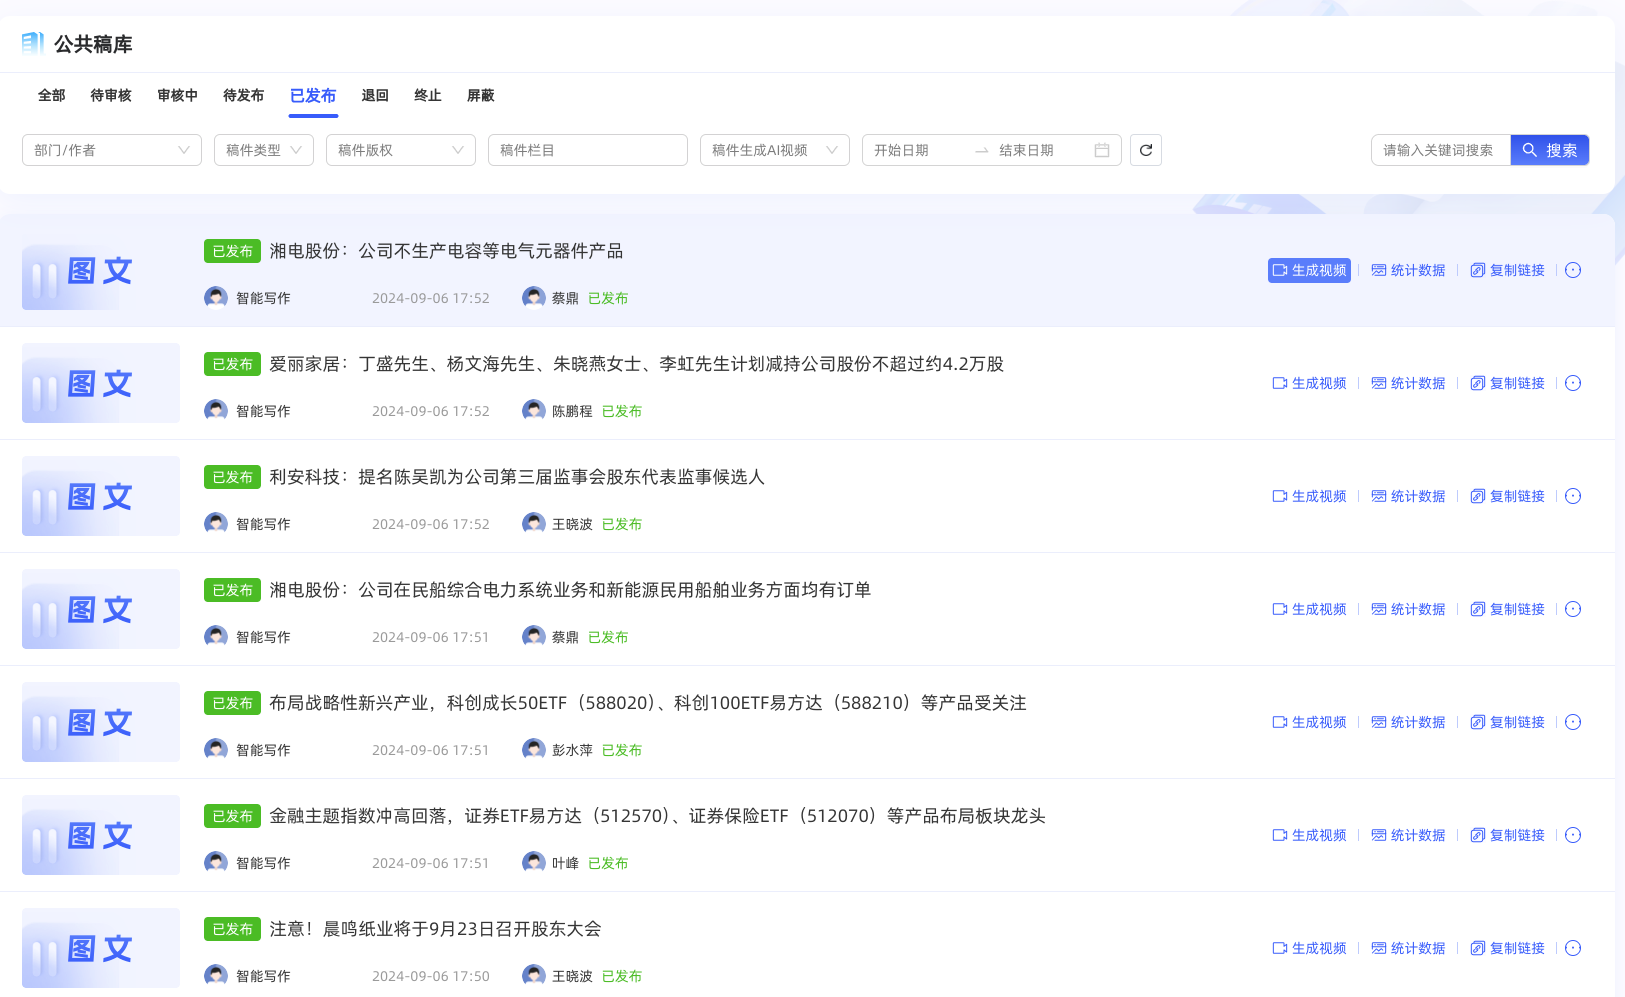 公共稿库
全部 待审核 审核中 待发布 已发布 退回 终止 屏蔽
部门/作者 稿件类型 稿件版权 稿件栏目 稿件生成AI视频 开始日期 结束日期 请输入关键词搜索 搜索
图文 已发布 湘电股份：公司不生产电容等电气元器件产品
生成视频 统计数据 复制链接
智能写作 2024-09-06 17:52 蔡鼎 已发布
图文 已发布 爱丽家居：丁盛先生、杨文海先生、朱晓燕女士、李虹先生计划减持公司股份不超过约4.2万股
生成视频 统计数据 复制链接
智能写作 2024-09-06 17:52 陈鹏程 已发布
图文 已发布 利安科技：提名陈吴凯为公司第三届监事会股东代表监事候选人
生成视频 统计数据 复制链接
智能写作 2024-09-06 17:52 王晓波 已发布
图文 已发布 湘电股份：公司在民船综合电力系统业务和新能源民用船舶业务方面均有订单
生成视频 统计数据 复制链接
智能写作 2024-09-06 17:51 蔡鼎 已发布
图文 已发布 布局战略性新兴产业，科创成长50ETF（588020）、科创100ETF易方达（588210）等产品受关注
生成视频 统计数据 复制链接
智能写作 2024-09-06 17:51 彭水萍 已发布
图文 已发布 金融主题指数冲高回落，证券ETF易方达（512570）、证券保险ETF（512070）等产品布局板块龙头
生成视频 统计数据 复制链接
智能写作 2024-09-06 17:51 叶峰 已发布
图文 已发布 注意！晨鸣纸业将于9月23日召开股东大会
生成视频 统计数据 复制链接
智能写作 2024-09-06 17:50 王晓波 已发布